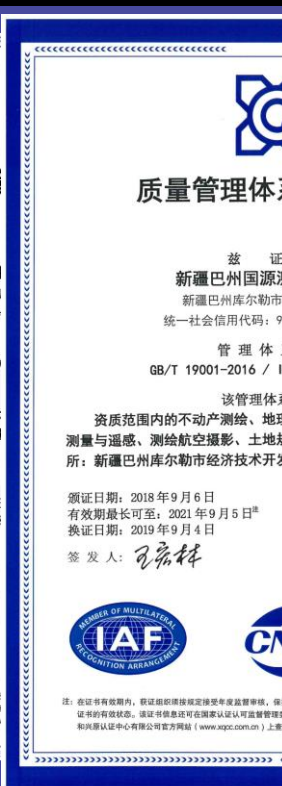 质量管理体
兹 证
新疆巴州国源
新疆巴州库尔勒市
统一社会信用代码：9
管 理 体
GB/T 19001-2016 / I
该管理体
资质范围内的不动产测绘、地理
测量与遥感、测绘航空摄影、土地规
所：新疆巴州库尔勒市经济技术开发
颁证日期：2018年9月6日
有效期最长可至：2021年9月5日注
换证日期：2019年9月4日
签 发 人：
MEMBER OF MULTILATERAL
IAF
RECOGNITION ARRANGEMENT
CN
注：在证书有效期内，获证组织须按规定接受年度监督审核，保
证书的有效状态。该证书信息还可在国家认证认可监督管理委
和兴原认证中心有限公司官方网站（www.xqcc.com.cn）上查